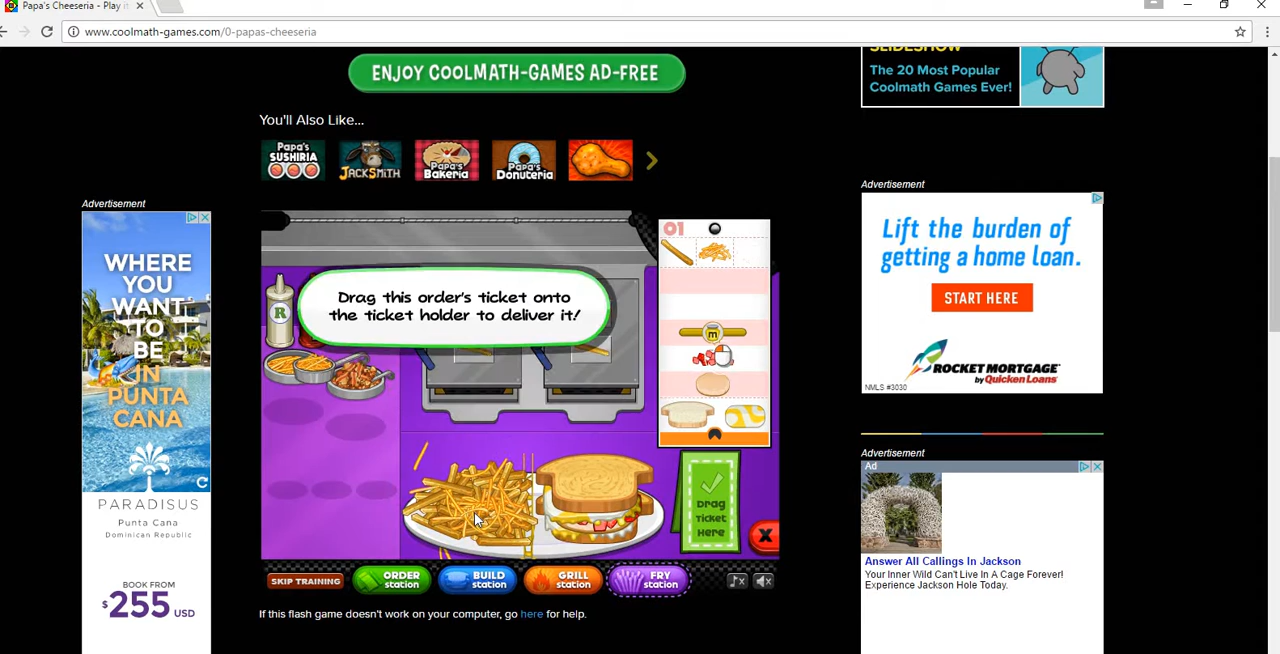 Papa's Cheeseria - Play i
www.coolmath-games.com/0-papas-cheeseria
ENJOY COOLMATH-GAMES AD-FREE
SLIDESHOW
The 20 Most Popular
Coolmath Games Ever!
You'll Also Like...
PAPA'S
SUSHIRIA
JACKSMITH
PAPA'S
BAKERIA
PAPA'S
DONUTERIA
Advertisement
WHERE
YOU
WANT
TO
BE
IN
PUNTA
CANA
PARADISUS
Punta Cana
Dominican Republic
BOOK FROM
$255 USD
01
R
Drag this order's ticket onto
the ticket holder to deliver it!
m
DRAG
TICKET
HERE
X
SKIP TRAINING
ORDER
STATION
BUILD
STATION
GRILL
STATION
FRY
STATION
If this flash game doesn't work on your computer, go here for help.
Advertisement
Lift the burden of
getting a home loan.
START HERE
ROCKET MORTGAGE
by Quicken Loans
NMLS #3030
Advertisement
Ad
Answer All Callings In Jackson
Your Inner Wild Can't Live In A Cage Forever!
Experience Jackson Hole Today.